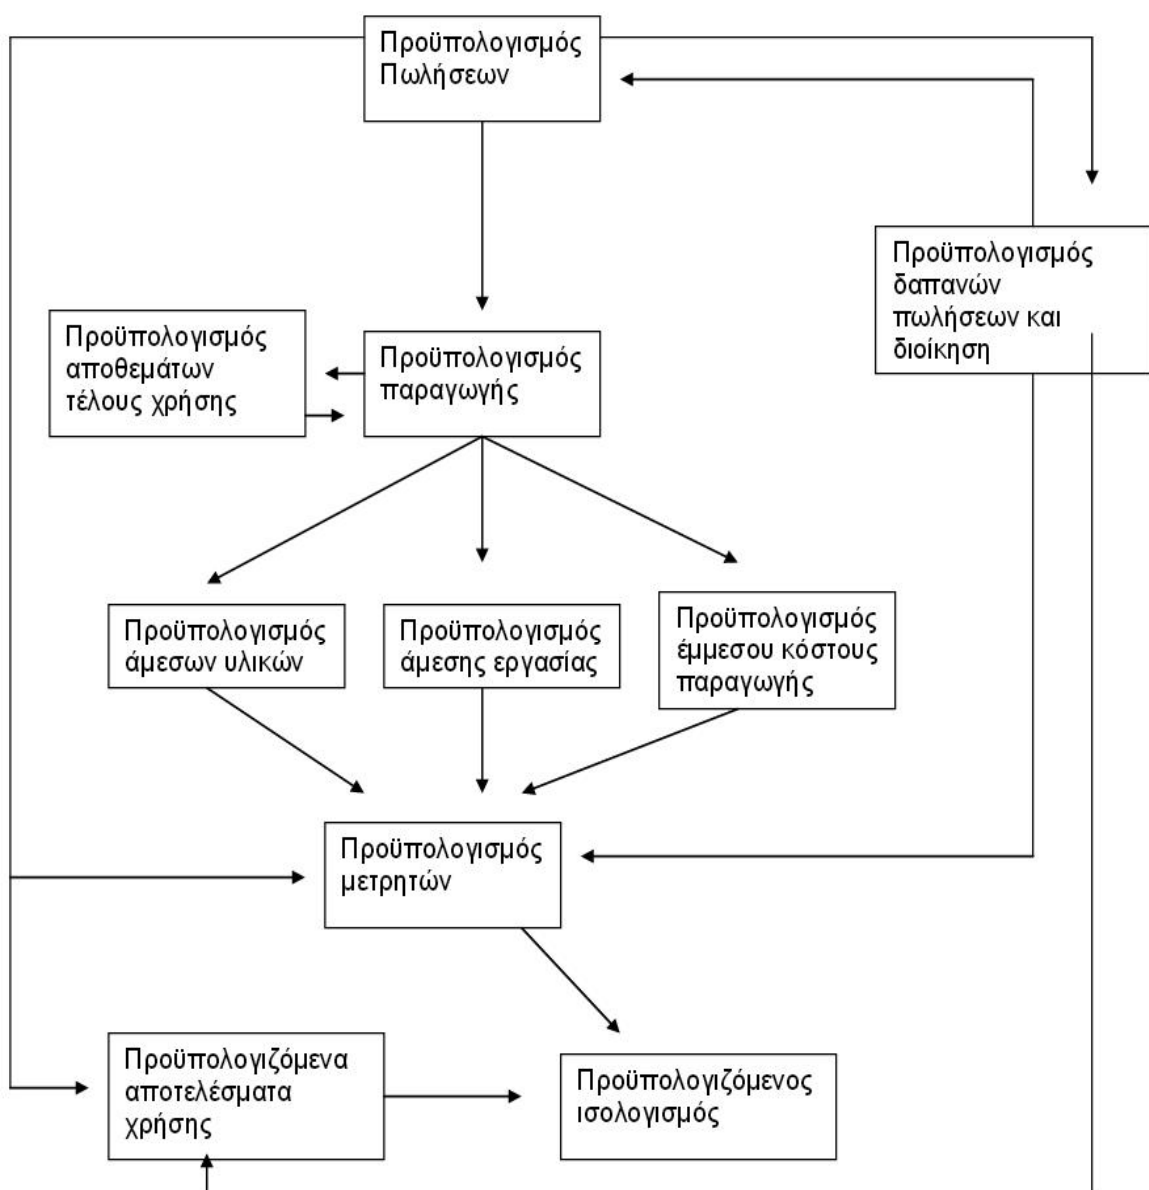 Προϋπολογισμός
Πωλήσεων
Προϋπολογισμός
δαπανών
πωλήσεων και
διοίκηση
Προϋπολογισμός
αποθεμάτων
τέλους χρήσης
Προϋπολογισμός
παραγωγής
Προϋπολογισμός
άμεσων υλικών
Προϋπολογισμός
άμεσης εργασίας
Προϋπολογισμός
έμμεσου κόστους
παραγωγής
Προϋπολογισμός
μετρητών
Προϋπολογιζόμενα
αποτελέσματα
χρήσης
Προϋπολογιζόμενος
ισολογισμός